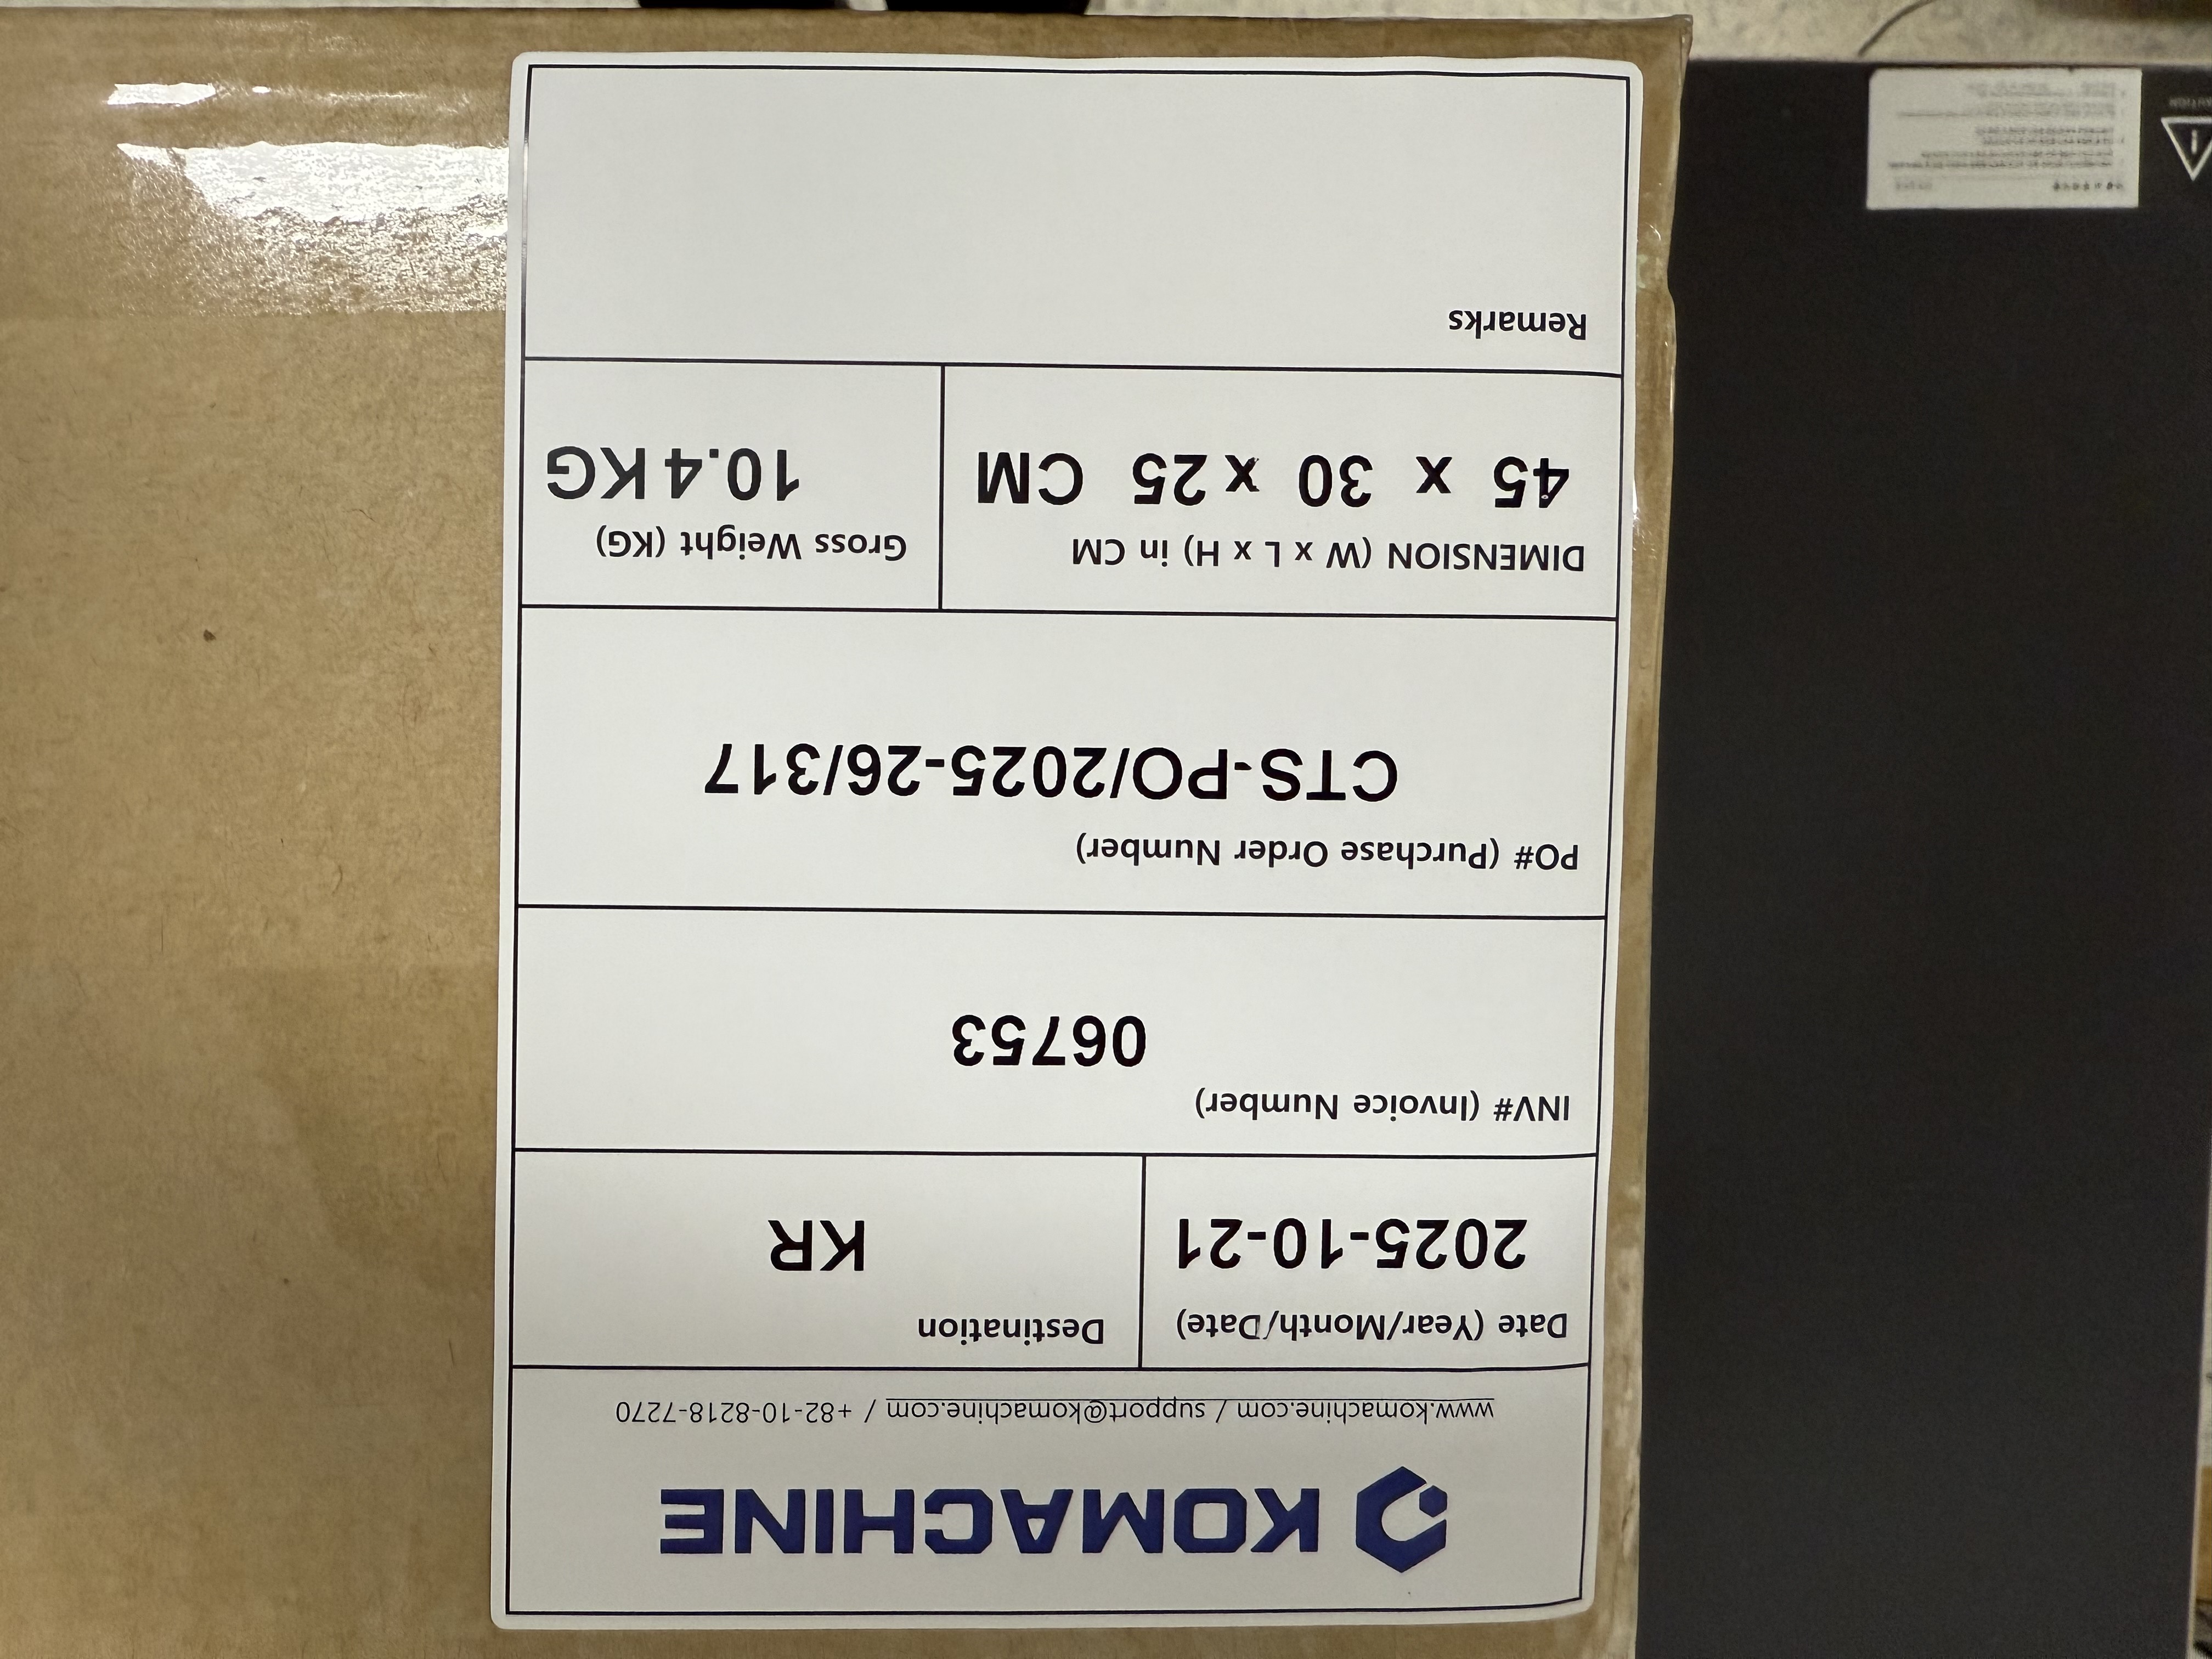 KOMACHINE
www.komachine.com / support@komachine.com / +82-10-8218-7270
Date (Year/Month/Date)
2025-10-21
Destination
KR
INV# (Invoice Number)
06753
PO# (Purchase Order Number)
CTS-PO/2025-26/317
DIMENSION (W x L x H) in CM
45 x 30 x 25 CM
Gross Weight (KG)
10.4 KG
Remarks